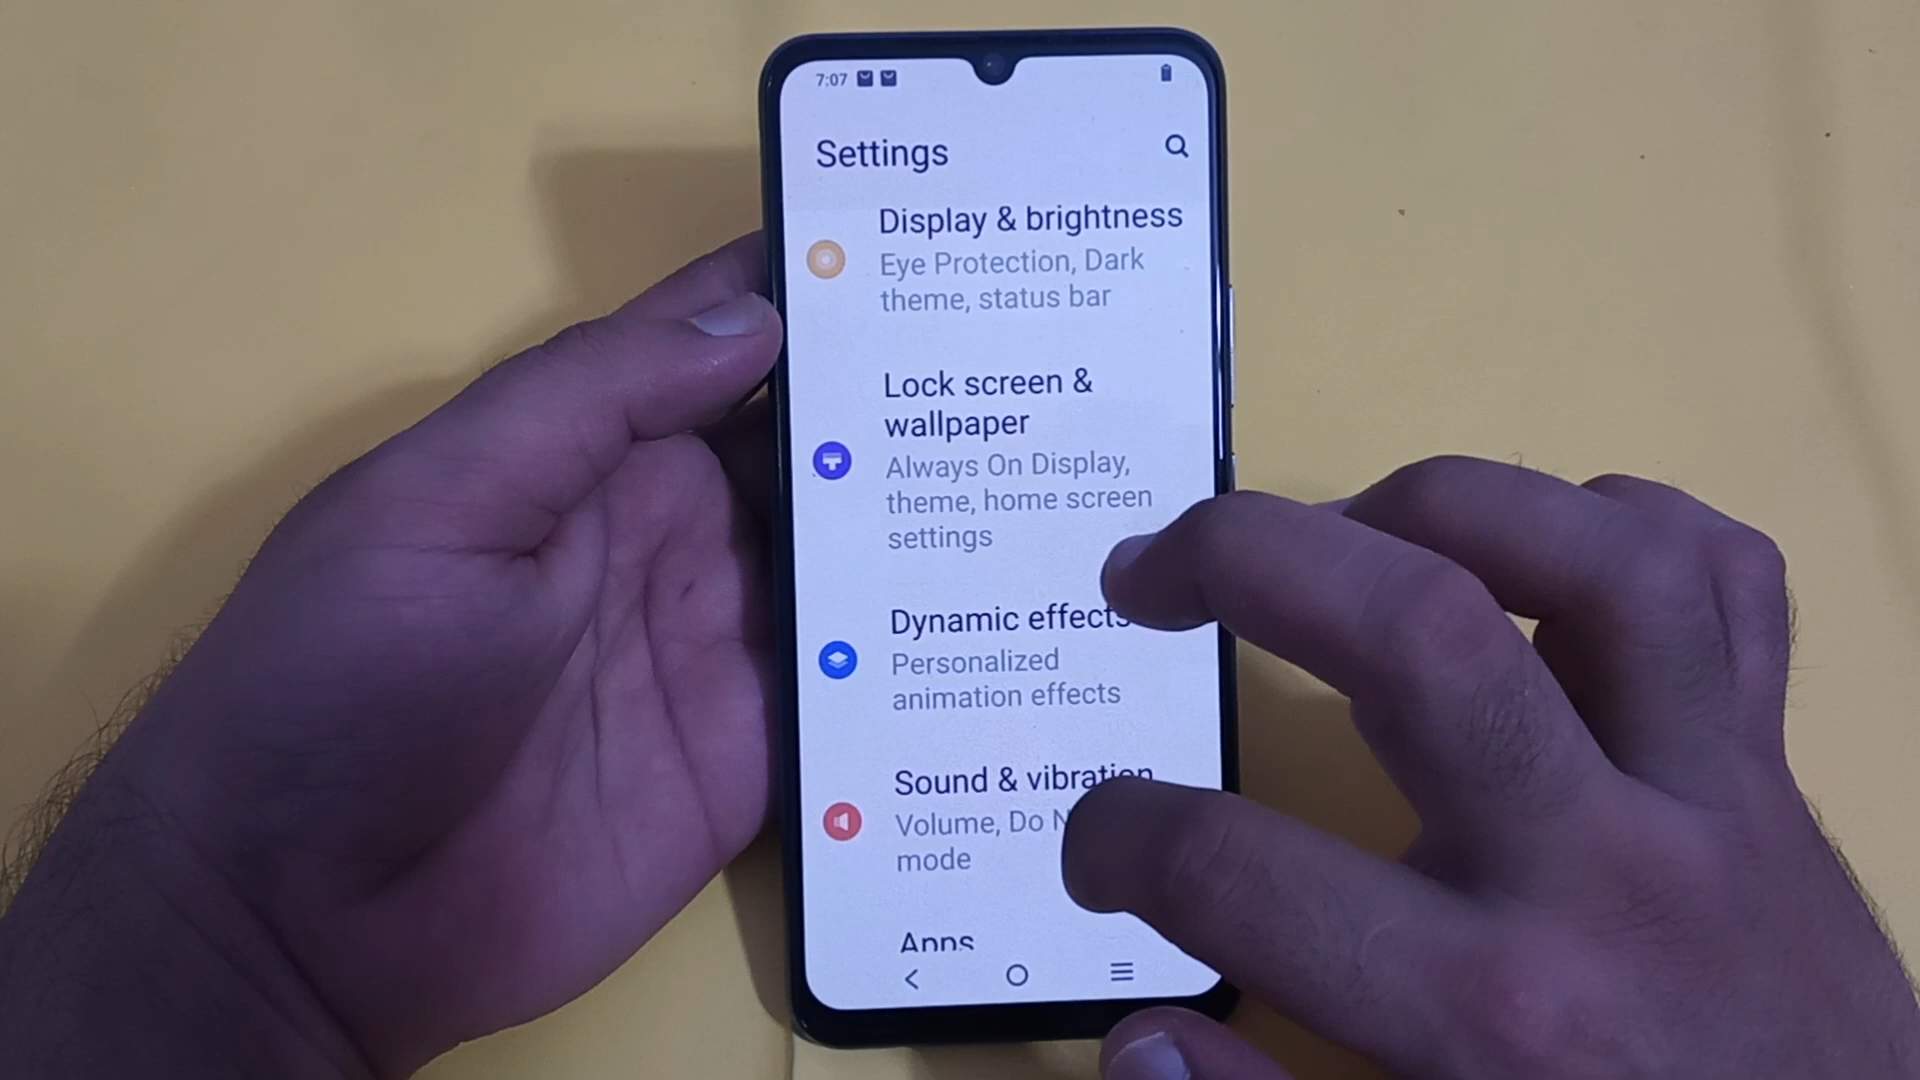 7:07
Settings
Display & brightness
Eye Protection, Dark
theme, status bar
Lock screen &
wallpaper
Always On Display,
theme, home screen
settings
Dynamic effects
Personalized
animation effects
Sound & vibration
Volume, Do
mode
Apps